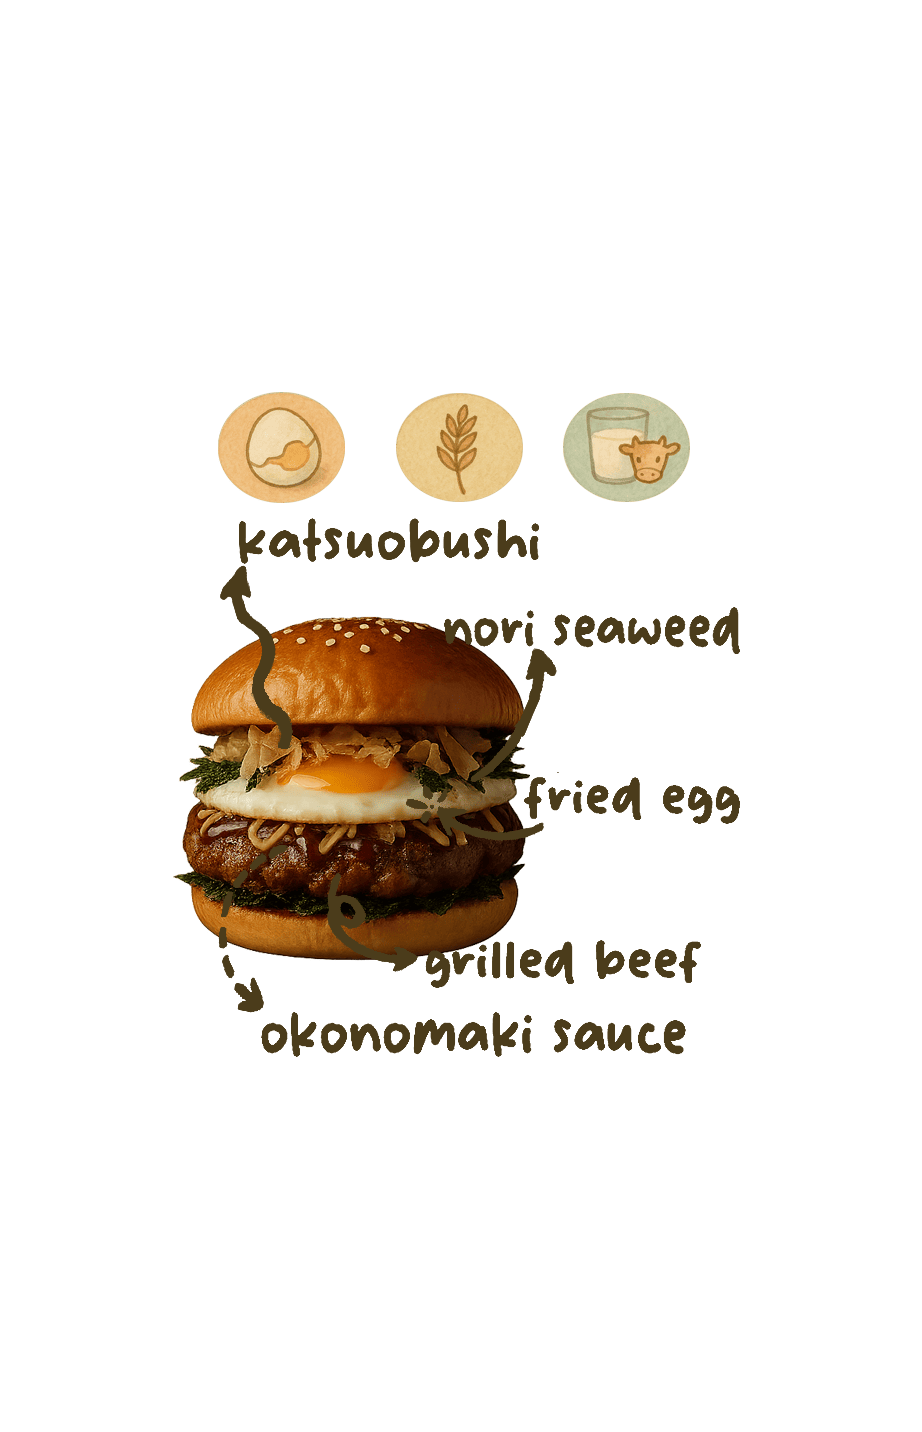 katsuobushi
nori seaweed
fried egg
grilled beef
okonomaki sauce